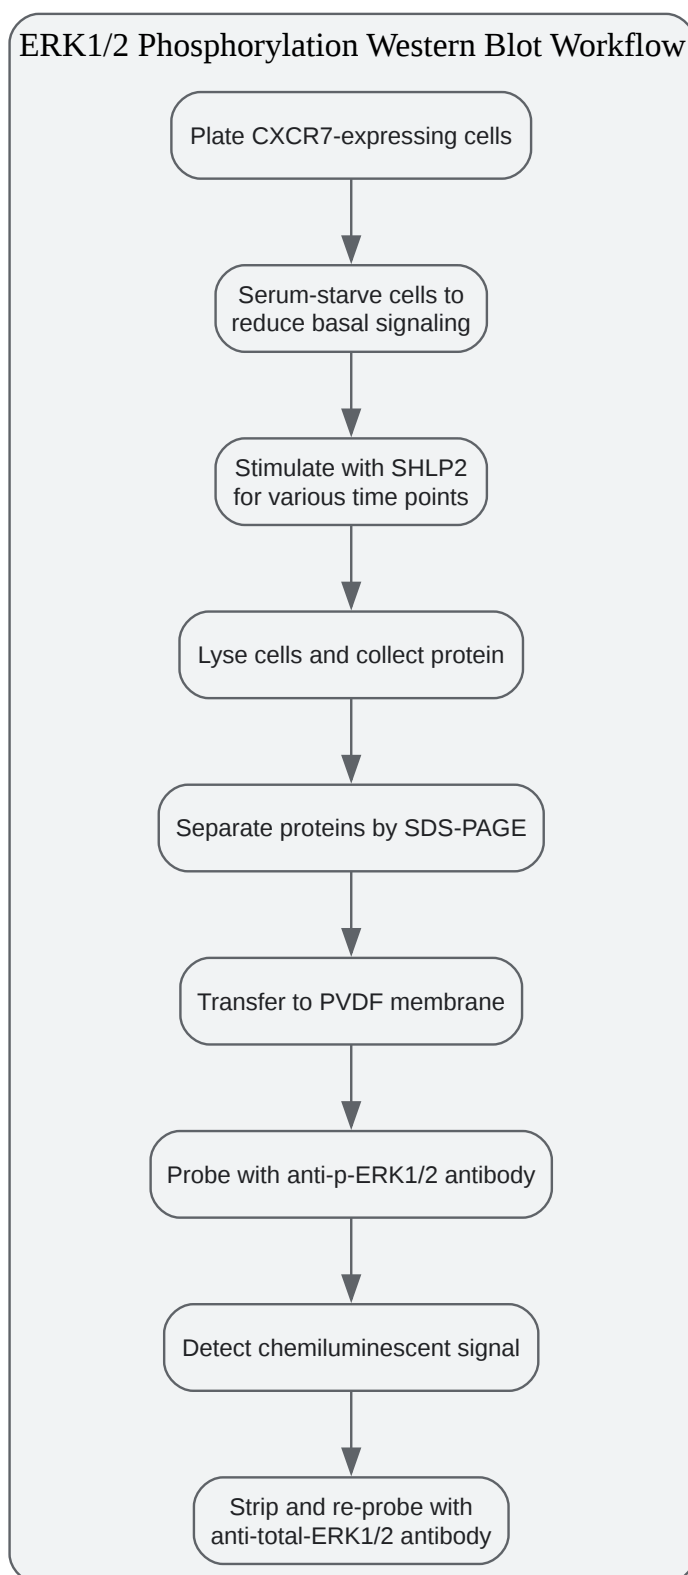 ERK1/2 Phosphorylation Western Blot Workflow
Plate CXCR7-expressing cells
Serum-starve cells to
reduce basal signaling
Stimulate with SHLP2
for various time points
Lyse cells and collect protein
Separate proteins by SDS-PAGE
Transfer to PVDF membrane
Probe with anti-p-ERK1/2 antibody
Detect chemiluminescent signal
Strip and re-probe with
anti-total-ERK1/2 antibody